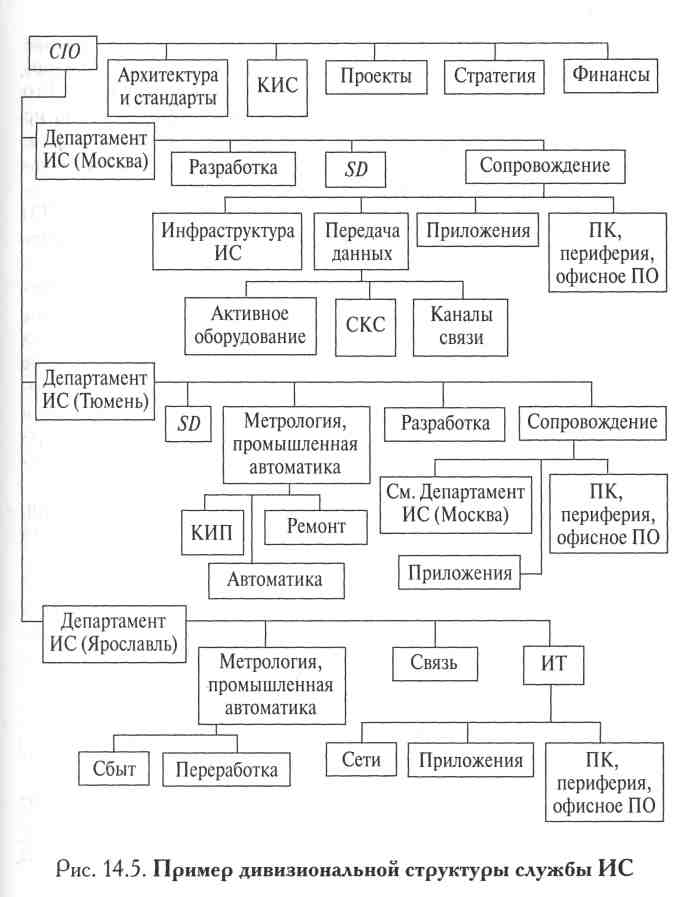 CIO
Архитектура
и стандарты
КИС
Проекты
Стратегия
Финансы
Департамент
ИС (Москва)
Разработка
SD
Сопровождение
Инфраструктура
ИС
Передача
данных
Приложения
ПК,
периферия,
офисное ПО
Активное
оборудование
СКС
Каналы
связи
Департамент
ИС (Тюмень)
SD
Метрология,
промышленная
автоматика
Разработка
Сопровождение
КИП
Ремонт
Автоматика
См. Департамент
ИС (Москва)
ПК,
периферия,
офисное ПО
Приложения
Департамент
ИС (Ярославль)
Метрология,
промышленная
автоматика
Связь
ИТ
Сбыт
Переработка
Сети
Приложения
ПК,
периферия,
офисное ПО
Рис. 14.5. Пример дивизиональной структуры службы ИС